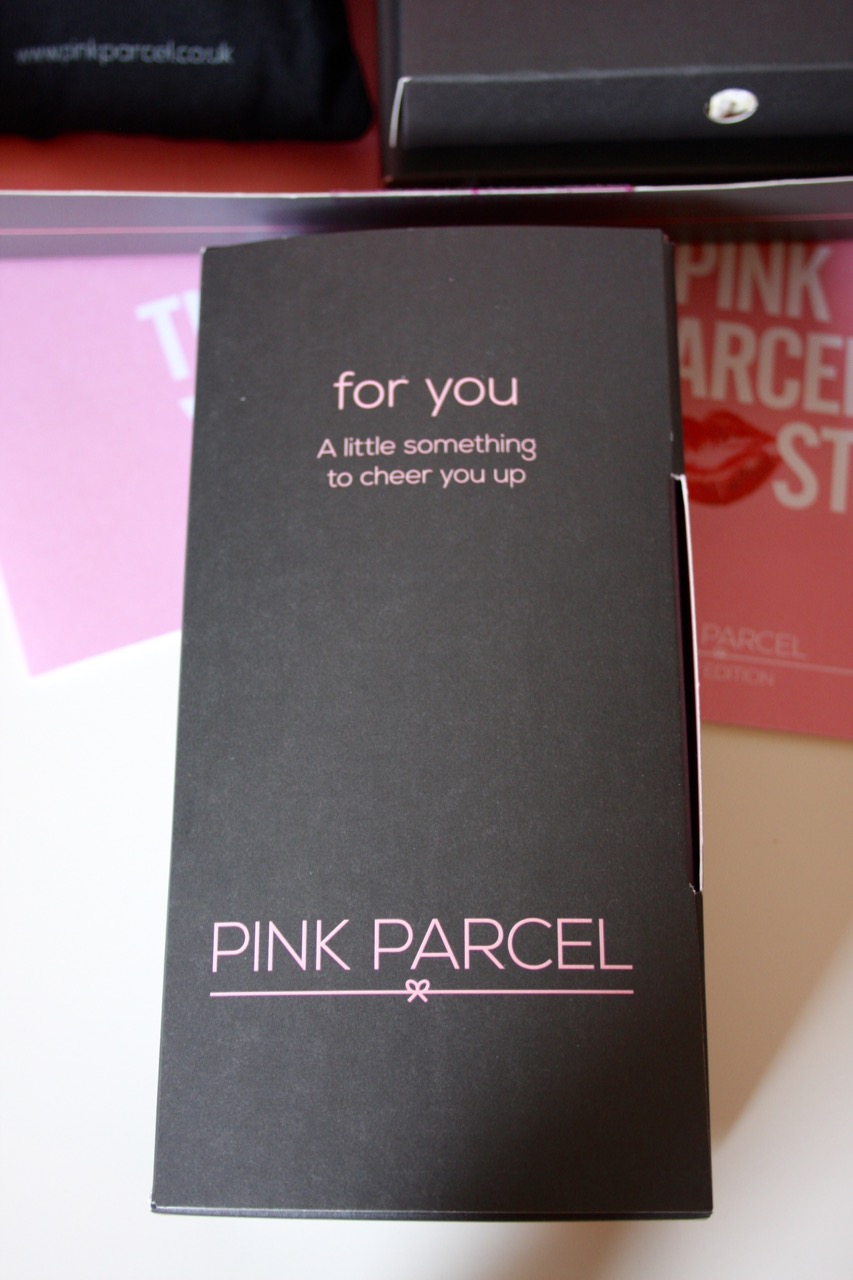 www.pinkparcel.co.uk
for you
A little something
to cheer you up
PINK PARCEL
PINK
ARCEL
ST
PARCEL
EDITION